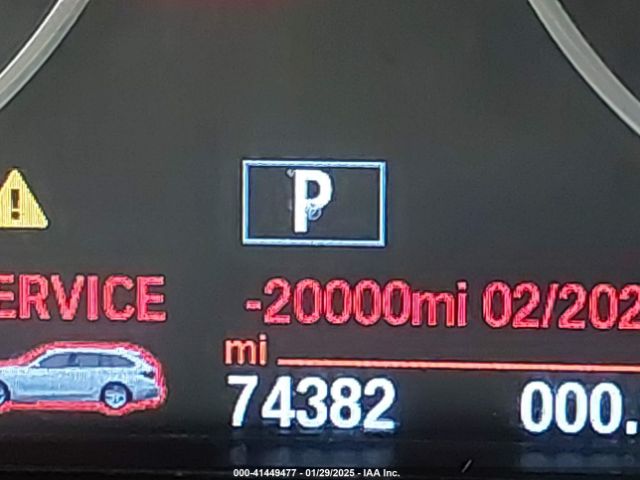 P
ERVICE -20000mi 02/202
mi
74382 000.
000-41449477 - 01/29/2025 - IAA Inc.